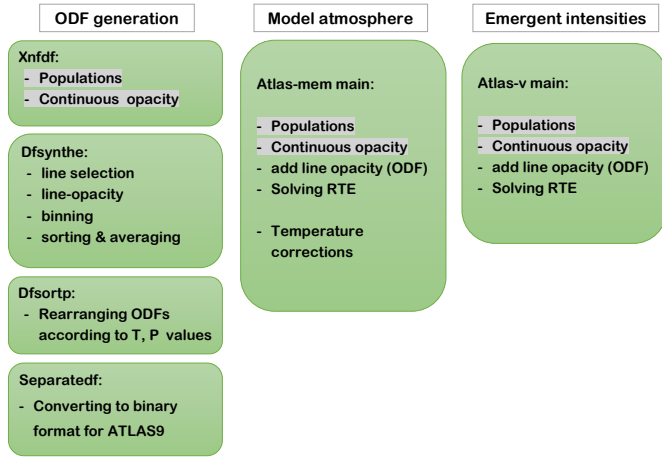 ODF generation
Xnfdf:
- Populations
- Continuous opacity
Dfsynthe:
- line selection
- line-opacity
- binning
- sorting & averaging
Dfsortp:
- Rearranging ODFs
according to T, P values
Separatedf:
- Converting to binary
format for ATLAS9
Model atmosphere
Atlas-mem main:
- Populations
- Continuous opacity
- add line opacity (ODF)
- Solving RTE
- Temperature
corrections
Emergent intensities
Atlas-v main:
- Populations
- Continuous opacity
- add line opacity (ODF)
- Solving RTE